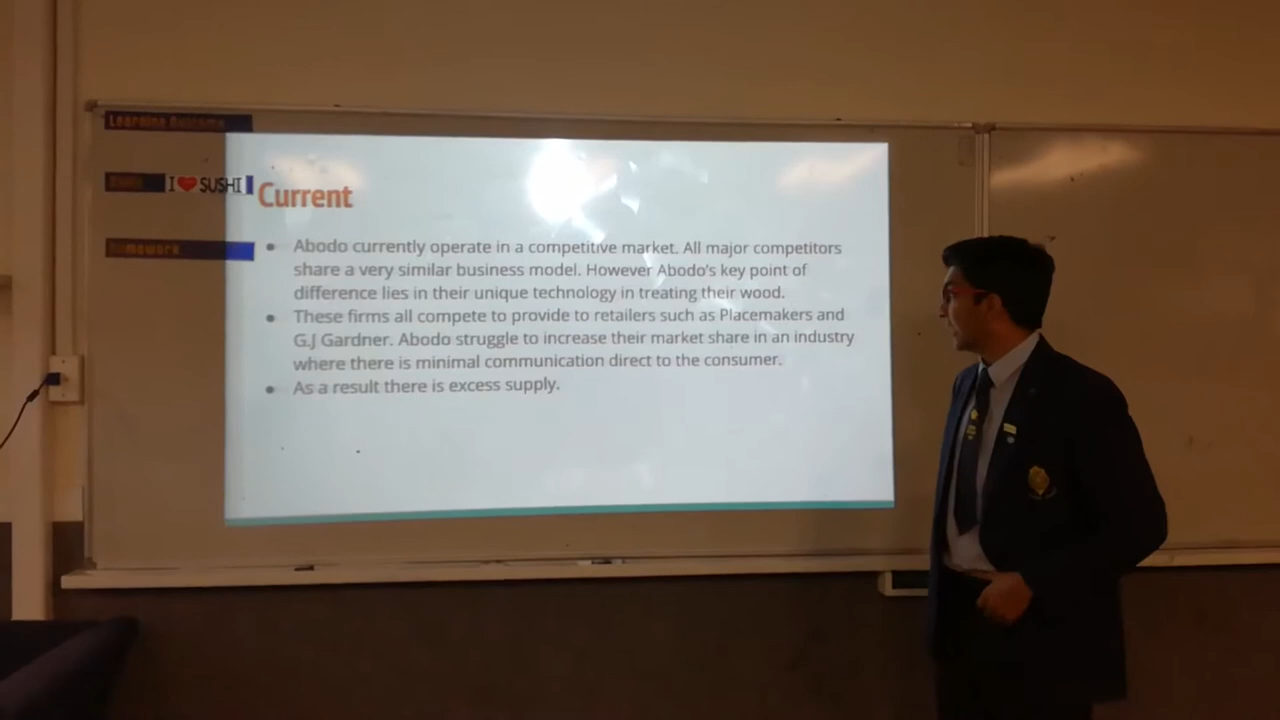 Learning Outcome
I ❤ SUSHI
Homework
Current
• Abodo currently operate in a competitive market. All major competitors
share a very similar business model. However Abodo's key point of
difference lies in their unique technology in treating their wood.
• These firms all compete to provide to retailers such as Placemakers and
G.J Gardner. Abodo struggle to increase their market share in an industry
where there is minimal communication direct to the consumer.
• As a result there is excess supply.